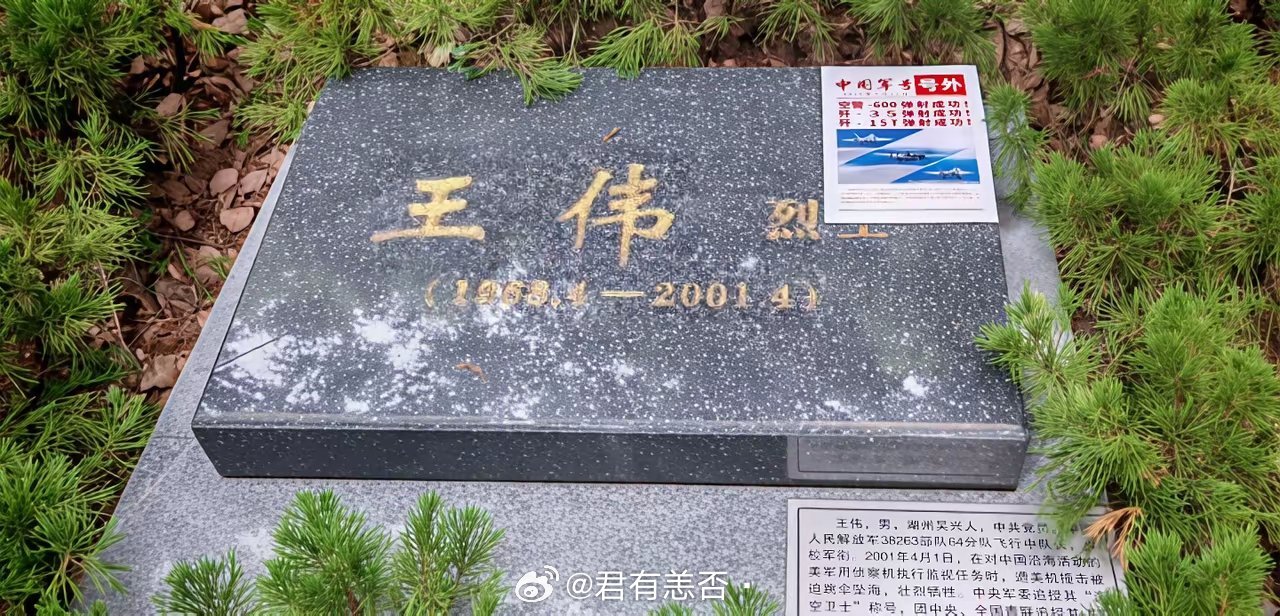 中国军号 号外
空警-600弹射成功!
歼-35弹射成功!
歼-15T弹射成功!
王 伟 烈士
(1968.4—2001.4)
王伟,男,湖州吴兴人,中共党员
人民解放军38263部队64分队飞行中队长
校军衔。2001年4月1日,在对中国沿海活动的
美军用侦察机执行监视任务时,遭美机撞击被
迫跳伞坠海,壮烈牺牲。中央军委追授其“海
空卫士”称号,团中央、全国青联追授其
@君有恙否